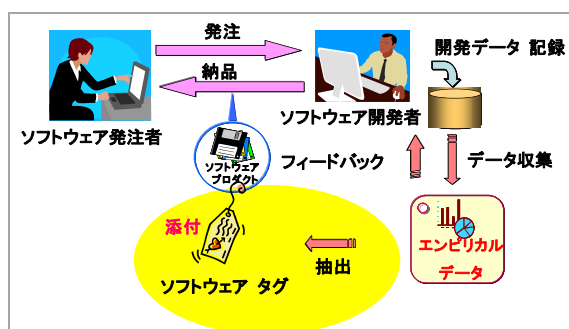 発注
開発データ 記録
納品
ソフトウェア発注者
ソフトウェア開発者
ソフトウェア
プロダクト
フィードバック
データ収集
添付
エンピリカル
データ
抽出
ソフトウェア タグ